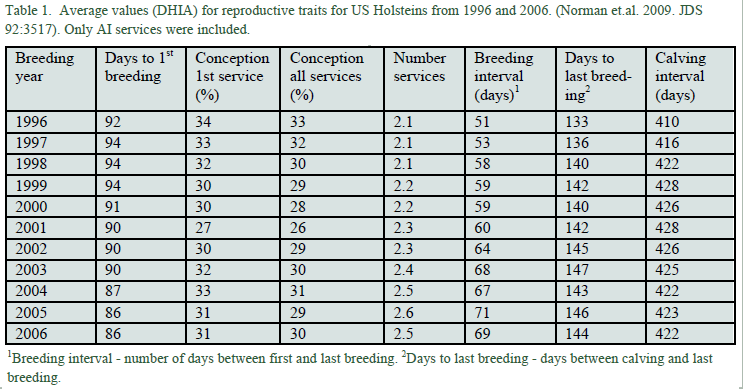 Table 1.  Average values (DHIA) for reproductive traits for US Holsteins from 1996 and 2006. (Norman et.al. 2009. JDS
92:3517). Only AI services were included.
Breeding year | Days to 1st breeding | Conception 1st service (%) | Conception all services (%) | Number services | Breeding interval (days)1 | Days to last breed-ing2 | Calving interval (days)
1996 | 92 | 34 | 33 | 2.1 | 51 | 133 | 410
1997 | 94 | 33 | 32 | 2.1 | 53 | 136 | 416
1998 | 94 | 32 | 30 | 2.1 | 58 | 140 | 422
1999 | 94 | 30 | 29 | 2.2 | 59 | 142 | 428
2000 | 91 | 30 | 28 | 2.2 | 59 | 140 | 426
2001 | 90 | 27 | 26 | 2.3 | 60 | 142 | 428
2002 | 90 | 30 | 29 | 2.3 | 64 | 145 | 426
2003 | 90 | 32 | 30 | 2.4 | 68 | 147 | 425
2004 | 87 | 33 | 31 | 2.5 | 67 | 143 | 422
2005 | 86 | 31 | 29 | 2.6 | 71 | 146 | 423
2006 | 86 | 31 | 30 | 2.5 | 69 | 144 | 422
1Breeding interval - number of days between first and last breeding. 2Days to last breeding - days between calving and last
breeding.